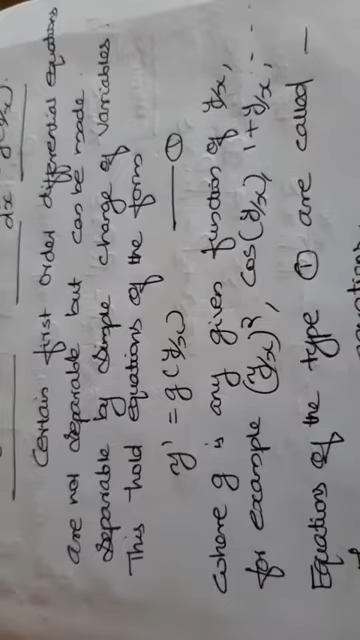 dx g(y/x).
Certain first order differential equations
are not separable but can be made
separable by simple change of variables.
This hold equations of the form
y' = g(y/x) ——— ①
where g is any given function of y/x,
for example (y/x)², cos(y/x), 1+y/x, ...
Equations of the type ① are called —
equations.